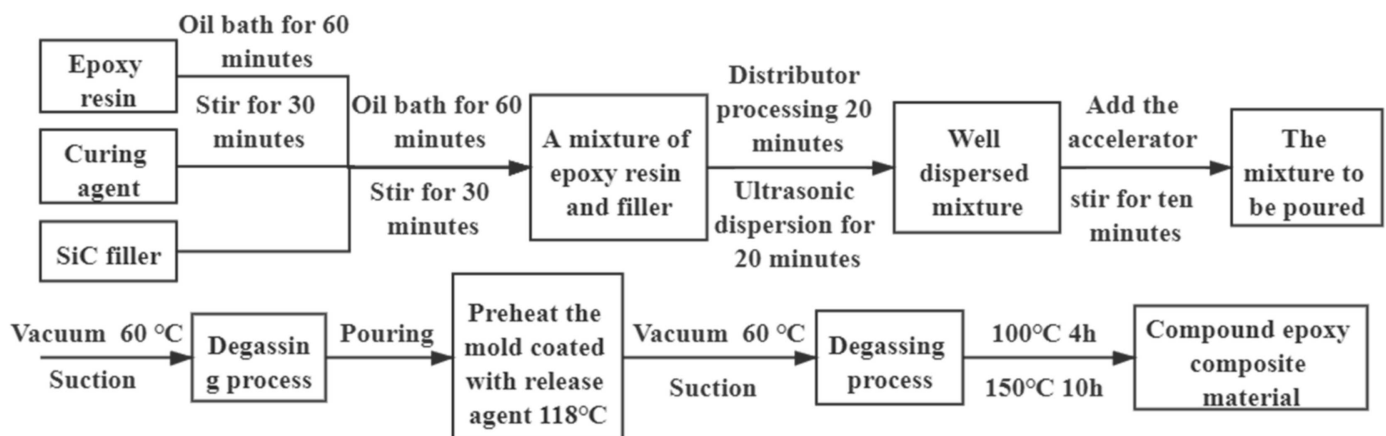 Oil bath for 60
minutes
Epoxy
resin
Stir for 30
minutes
Curing
agent
SiC filler
Oil bath for 60
minutes
Stir for 30
minutes
A mixture of
epoxy resin
and filler
Distributor
processing 20
minutes
Ultrasonic
dispersion for
20 minutes
Well
dispersed
mixture
Add the
accelerator
stir for ten
minutes
The
mixture to
be poured
Vacuum 60 °C
Suction
Degassin
g process
Pouring
Preheat the
mold coated
with release
agent 118°C
Vacuum 60 °C
Suction
Degassing
process
100°C 4h
150°C 10h
Compound epoxy
composite
material